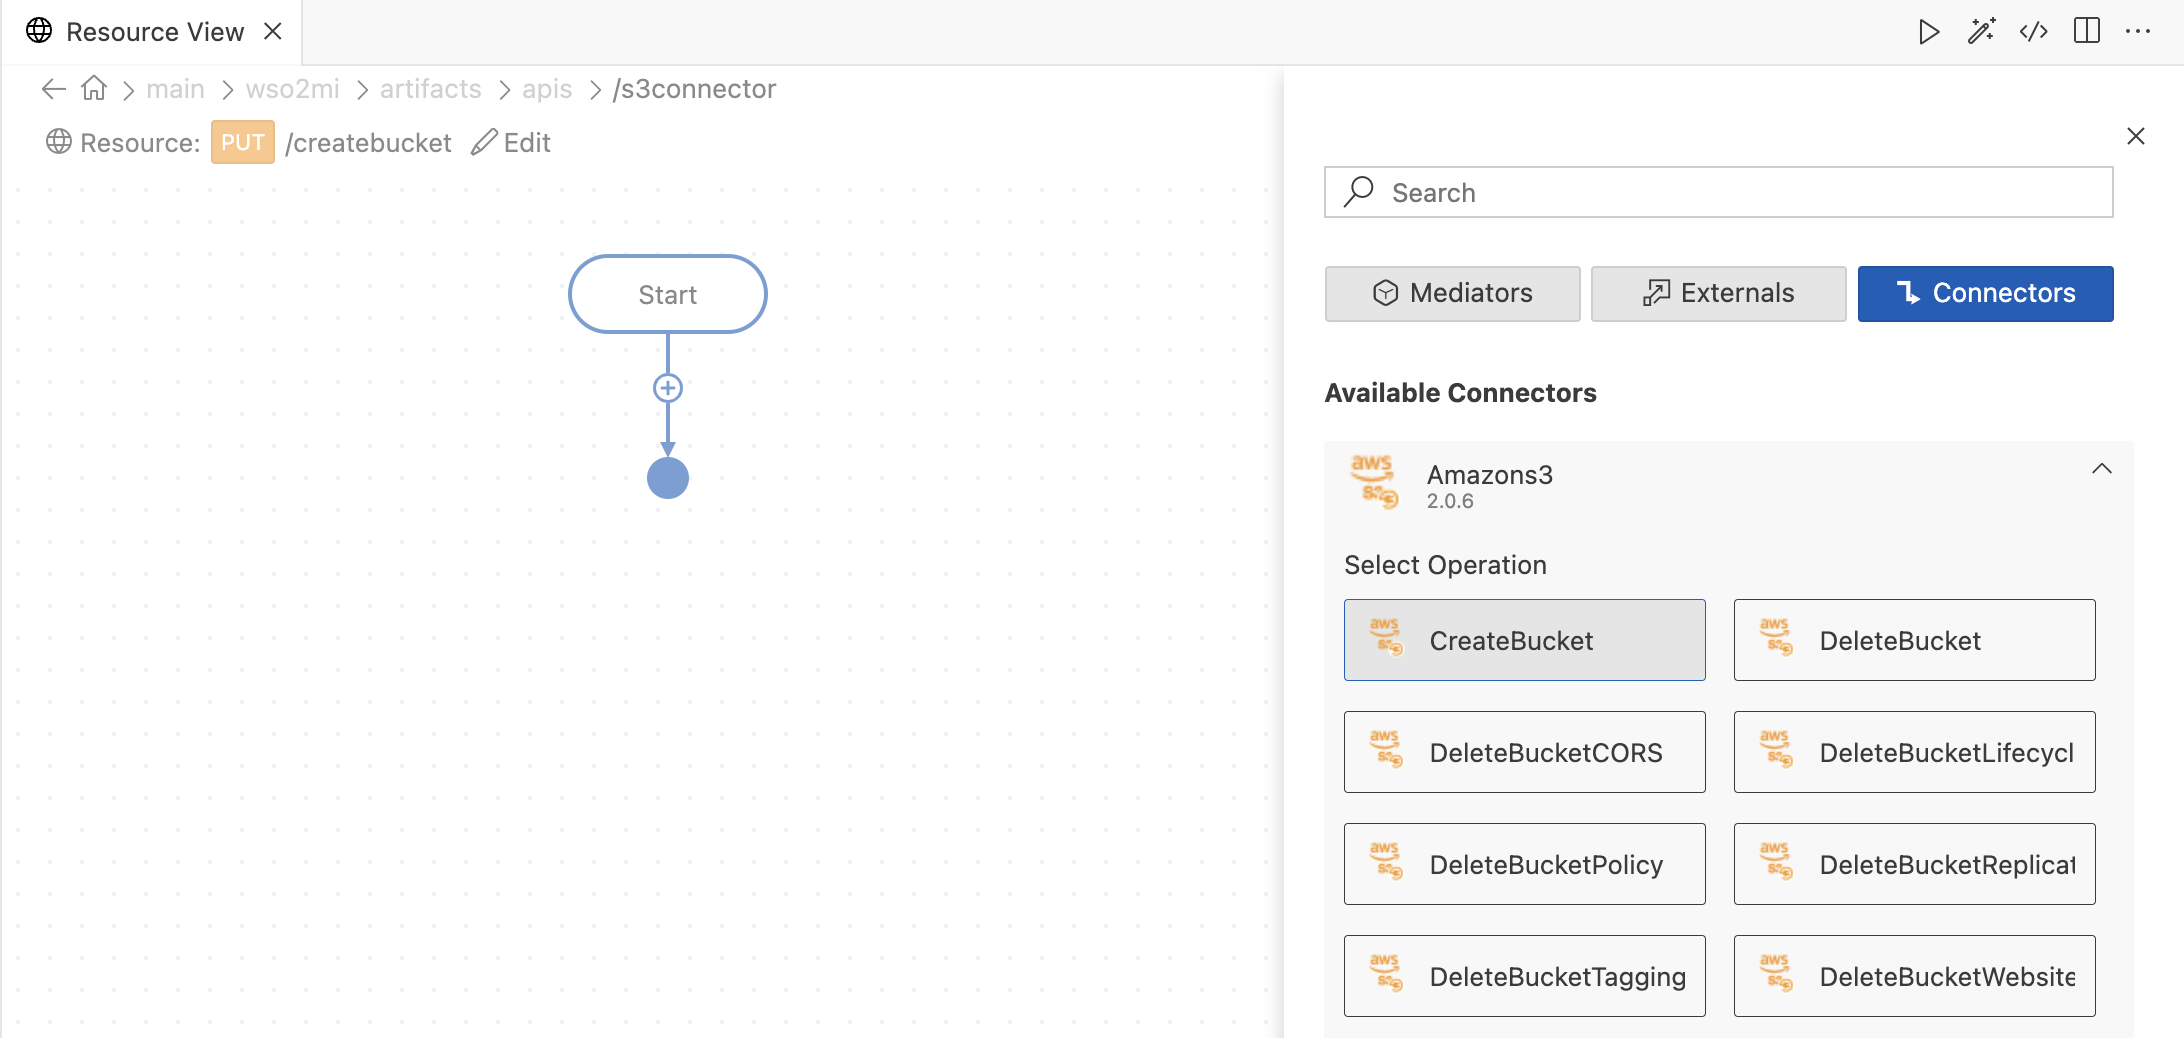 Resource View
main wso2mi artifacts apis /s3connector
Resource: PUT /createbucket Edit
Start
Search
Mediators Externals Connectors
Available Connectors
aws Amazons3
2.0.6
Select Operation
aws CreateBucket
aws DeleteBucket
aws DeleteBucketCORS
aws DeleteBucketLifecycl
aws DeleteBucketPolicy
aws DeleteBucketReplicat
aws DeleteBucketTagging
aws DeleteBucketWebsite